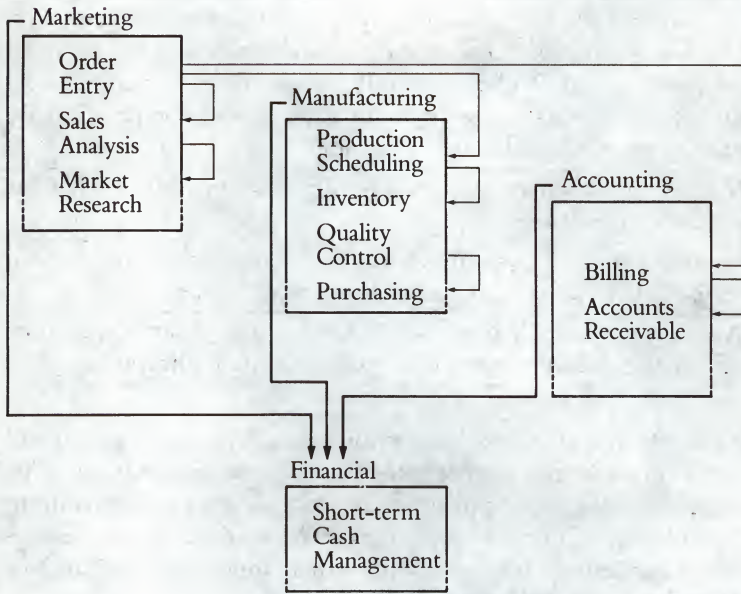 Marketing
Order
Entry
Sales
Analysis
Market
Research
Manufacturing
Production
Scheduling
Inventory
Quality
Control
Purchasing
Accounting
Billing
Accounts
Receivable
Financial
Short-term
Cash
Management